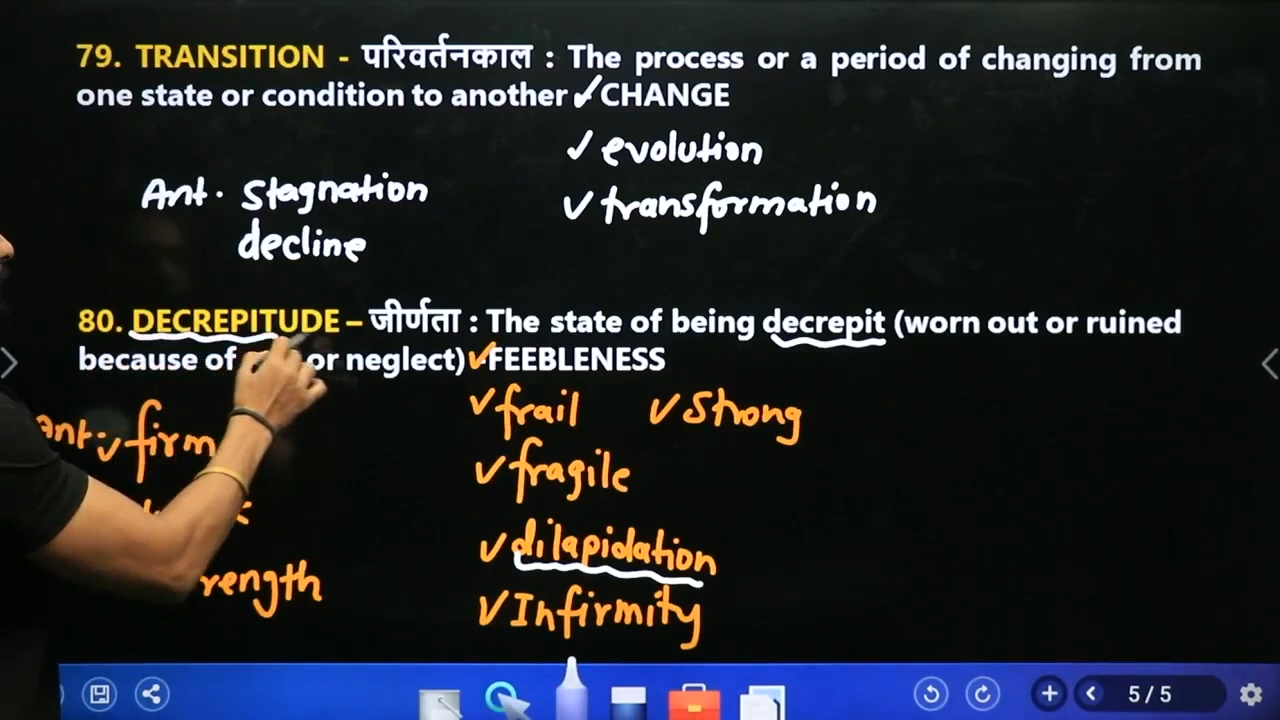 79. TRANSITION - परिवर्तनकाल : The process or a period of changing from
one state or condition to another ✓CHANGE
✓ evolution
Ant. Stagnation
✓ transformation
decline
80. DECREPITUDE – जीर्णता : The state of being decrepit (worn out or ruined
because of or neglect) ✓-FEEBLENESS
✓ frail ✓ Strong
Ant. ✓ firm
✓ fragile
✓ dilapidation
✓ Infirmity
5 / 5